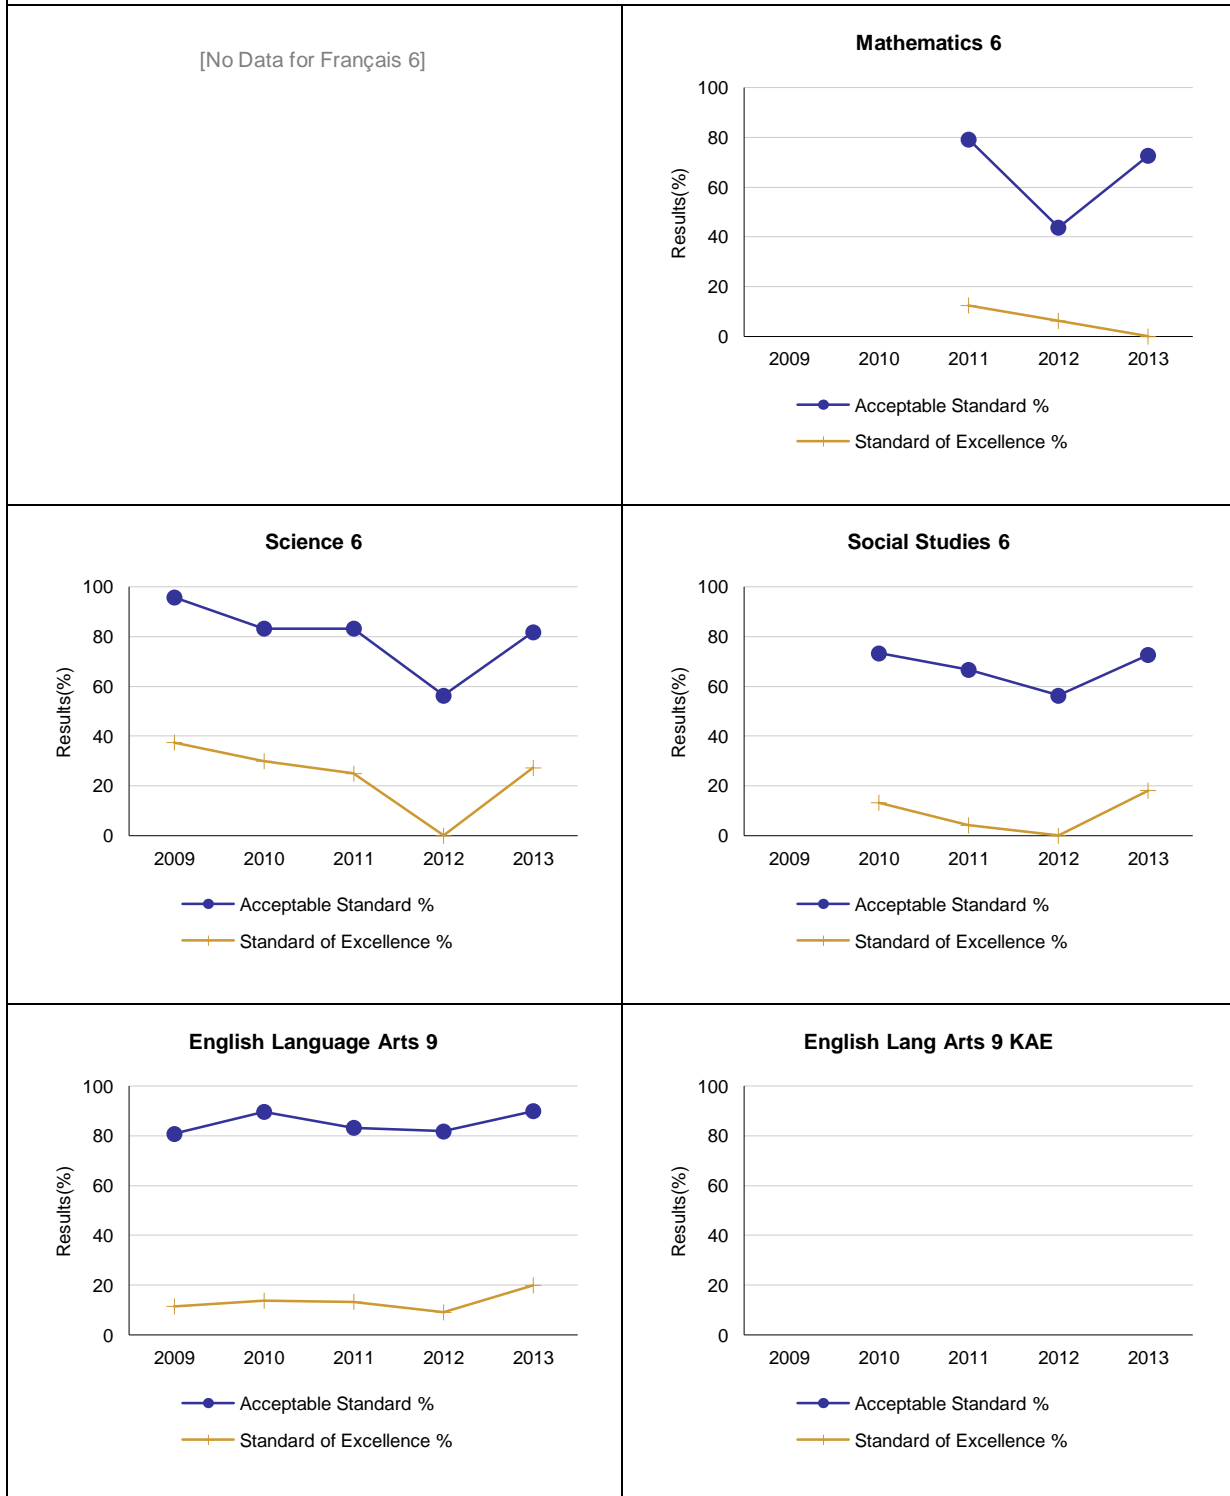 [No Data for Français 6]
Mathematics 6
Results(%)
100
80
60
40
20
0
2009 2010 2011 2012 2013
Acceptable Standard %
Standard of Excellence %
Science 6
Results(%)
100
80
60
40
20
0
2009 2010 2011 2012 2013
Acceptable Standard %
Standard of Excellence %
Social Studies 6
Results(%)
100
80
60
40
20
0
2009 2010 2011 2012 2013
Acceptable Standard %
Standard of Excellence %
English Language Arts 9
Results(%)
100
80
60
40
20
0
2009 2010 2011 2012 2013
Acceptable Standard %
Standard of Excellence %
English Lang Arts 9 KAE
Results(%)
100
80
60
40
20
0
2009 2010 2011 2012 2013
Acceptable Standard %
Standard of Excellence %